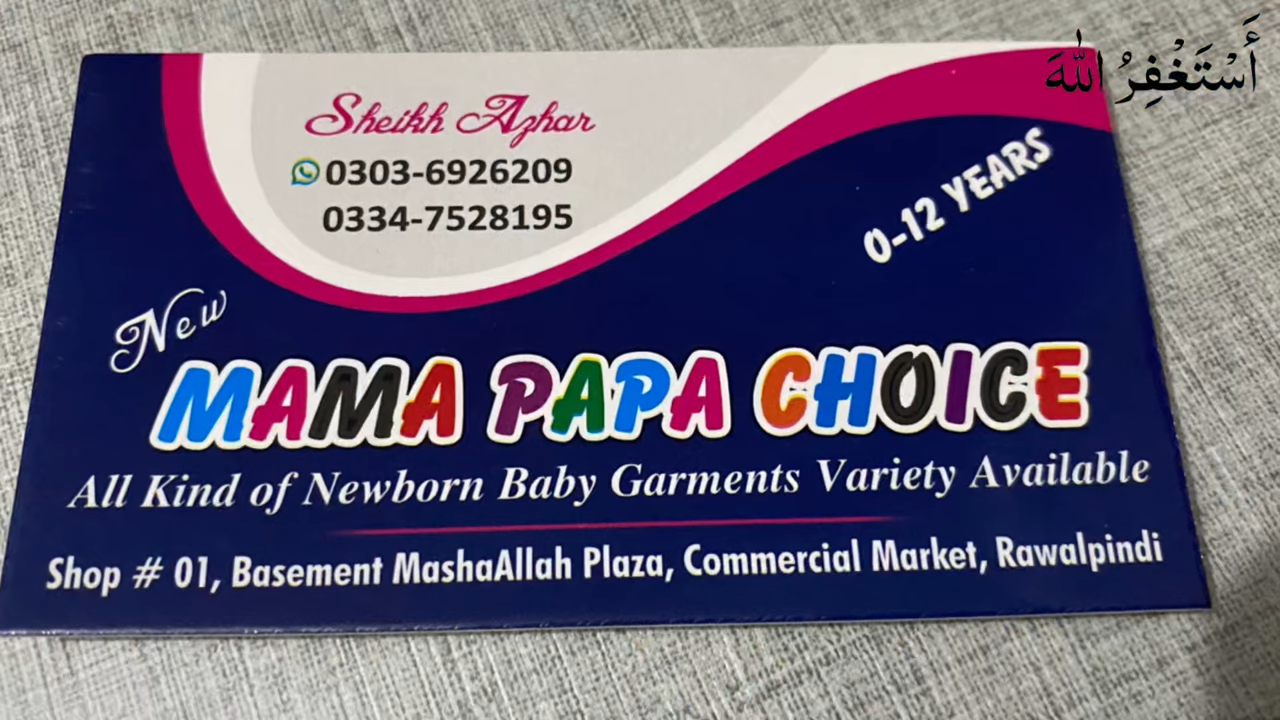 أَسْتَغْفِرُ اللهَ
Sheikh Azhar
0303-6926209
0334-7528195
0-12 YEARS
New
MAMA PAPA CHOICE
All Kind of Newborn Baby Garments Variety Available
Shop # 01, Basement MashaAllah Plaza, Commercial Market, Rawalpindi